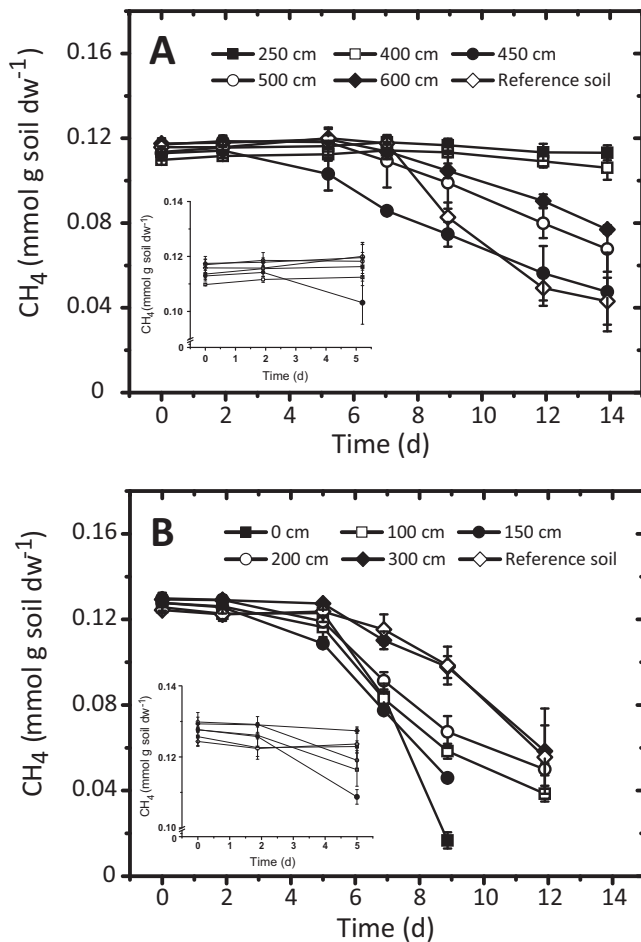 A
250 cm 400 cm 450 cm
500 cm 600 cm Reference soil
0.16
0.12
0.08
0.04
0
CH4 (mmol g soil dw-1)
0.12
0.11
0
CH4 (mmol g soil dw-1)
0 1 2 3 4 5
Time (d)
0 2 4 6 8 10 12 14
Time (d)
B
0 cm 100 cm 150 cm
200 cm 300 cm Reference soil
0.16
0.12
0.08
0.04
0
CH4 (mmol g soil dw-1)
0.14
0.12
0.10
0
CH4 (mmol g soil dw-1)
0 1 2 3 4 5
Time (d)
0 2 4 6 8 10 12 14
Time (d)